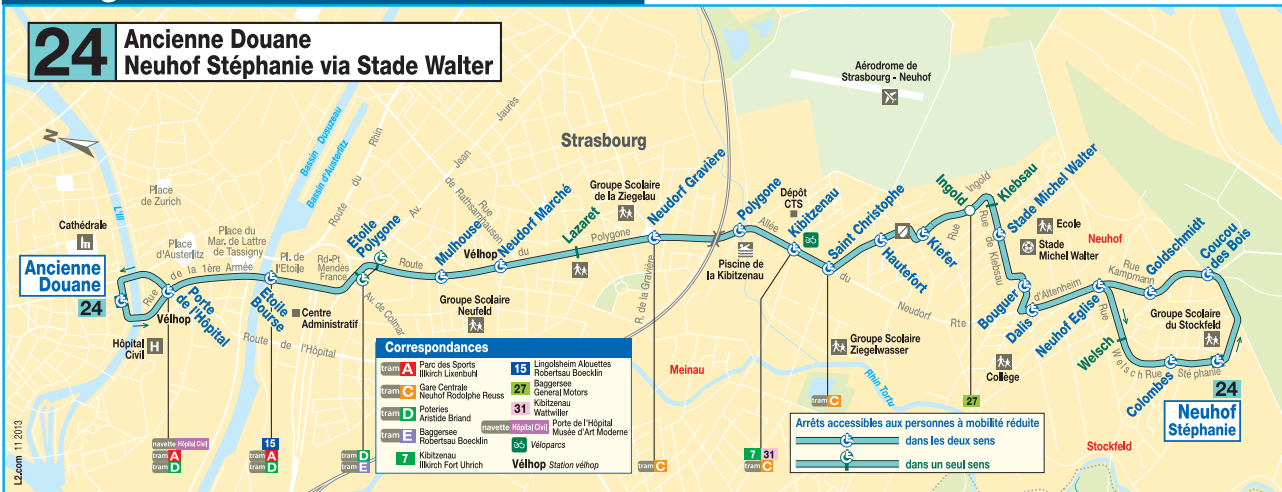 24
Ancienne Douane
Neuhof Stéphanie via Stade Walter
N
Strasbourg
Aérodrome de
Strasbourg - Neuhof
Cathédrale
Place
de Zurich
L'Ill
Bassin Dusuzeau
Bassin d'Austerlitz
Route du Rhin
Av. Jean Jaurès
Rue
de Rathsamhausen
Place
d'Austerlitz
Place du
Mar. de Lattre
de Tassigny
Pl. de
l'Etoile
Rd-Pt
Mendès
France
Rue de la 1ère Armée
Ancienne
Douane
24
Porte
de l'Hôpital
Vélhop
Hôpital
Civil
H
Etoile
Bourse
Centre
Administratif
Route de l'Hôpital
Etoile
Polygone
Av. de Colmar
Route du Polygone
Mulhouse
Vélhop
Neudorf Marché
Groupe Scolaire
Neufeld
Lazaret
Groupe Scolaire
de la Ziegelau
Neudorf Gravière
R. de la Gravière
Polygone
Piscine de
la Kibitzenau
Allée du
Dépôt
CTS
Kibitzenau
Saint Christophe
Hautefort
Kiefer
Groupe Scolaire
Ziegelwasser
Neudorf
Rte
Rhin Tortu
Meinau
Ingold
Rue Ingold
Klebsau
Rue
de Klebsau
Stade Michel Walter
Ecole
Stade
Michel Walter
Neuhof
Bouguer
Dalis
d'Altenheim
Neuhof Eglise
Collège
Rue
Kampmann
Goldschmidt
Coucou
des Bois
Groupe Scolaire
du Stockfeld
Rue Welsch
Welsch
Rue Stéphanie
Colombes
24
Neuhof
Stéphanie
Stockfeld
navette Hôpital Civil
tram A
tram D
15
tram A
tram D
tram D
tram E
tram C
7 31
tram C
tram C
27
Correspondances
tram A Parc des Sports
Illkirch Lixenbuhl
tram C Gare Centrale
Neuhof Rodolphe Reuss
tram D Poteries
Aristide Briand
tram E Baggersee
Robertsau Boecklin
7 Kibitzenau
Illkirch Fort Uhrich
15 Lingolsheim Alouettes
Robertsau Boecklin
27 Baggersee
General Motors
31 Kibitzenau
Wattwiller
navette Hôpital Civil Porte de l'Hôpital
Musée d'Art Moderne
Véloparcs
Vélhop Station vélhop
Arrêts accessibles aux personnes à mobilité réduite
dans les deux sens
dans un seul sens
L2.com 11 2013